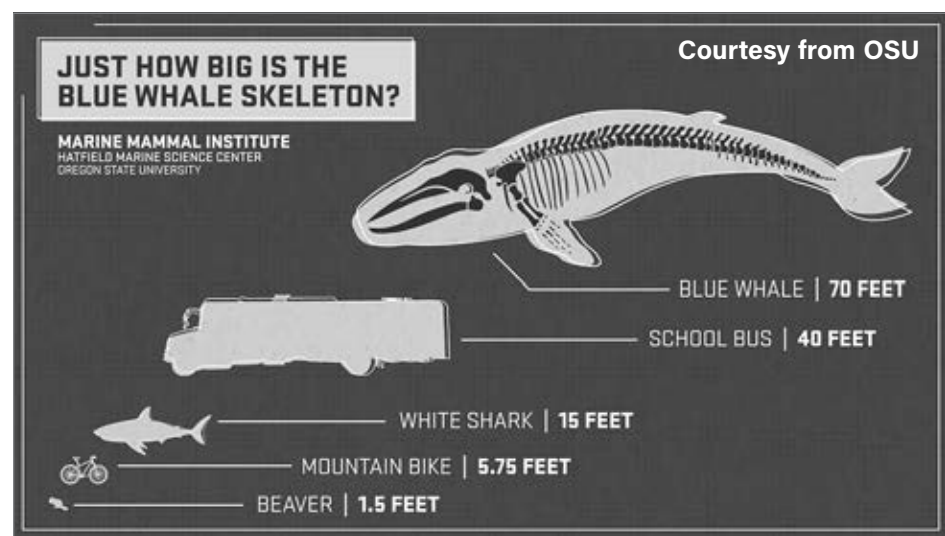 Courtesy from OSU
JUST HOW BIG IS THE
BLUE WHALE SKELETON?
MARINE MAMMAL INSTITUTE
HATFIELD MARINE SCIENCE CENTER
OREGON STATE UNIVERSITY
BLUE WHALE | 70 FEET
SCHOOL BUS | 40 FEET
WHITE SHARK | 15 FEET
MOUNTAIN BIKE | 5.75 FEET
BEAVER | 1.5 FEET